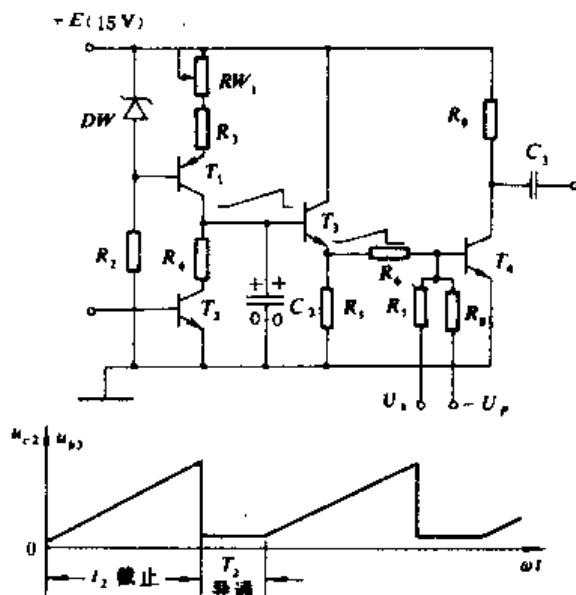 +E(15V)
RW₁
DW
R₃
R₉
C₃
T₁
T₃
R₂
R₄
R₆
T₄
T₂
C₂
R₅
R₇
R₈
-U_P
0
T₂
截止
导通
ωt